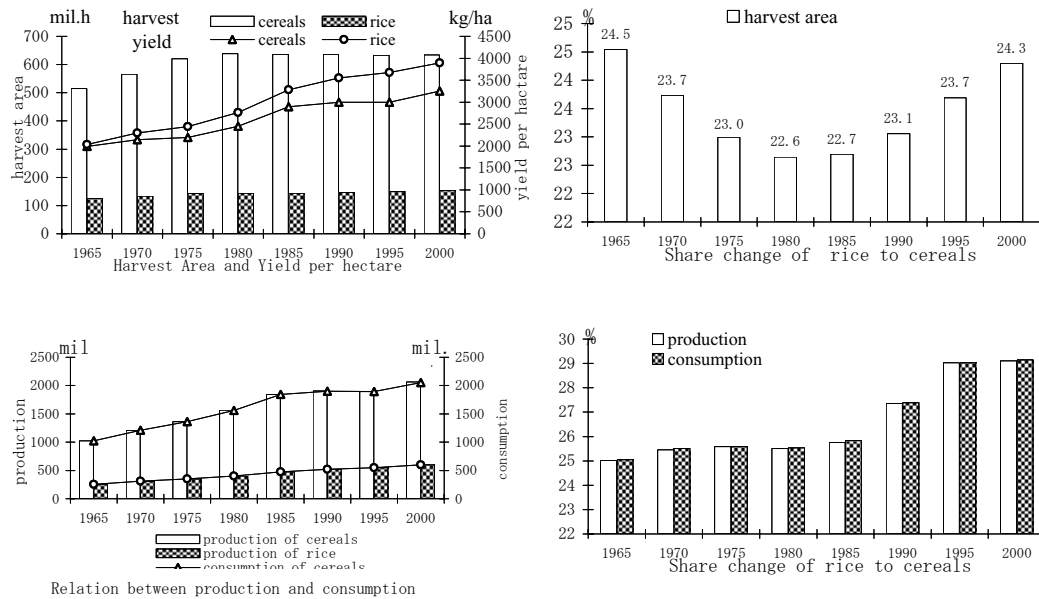 mil.h harvest kg/ha
yield
cereals rice
cereals rice
700
600
500
400
300
200
100
0
harvest area
4500
4000
3500
3000
2500
2000
1500
1000
500
0
yield per hactare
1965 1970 1975 1980 1985 1990 1995 2000
Harvest Area and Yield per hectare
%
harvest area
25
25
24
24
23
23
22
22
24.5 23.7 23.0 22.6 22.7 23.1 23.7 24.3
1965 1970 1975 1980 1985 1990 1995 2000
Share change of rice to cereals
mil mil.
2500
2000
1500
1000
500
0
production
2500
2000
1500
1000
500
0
consumption
1965 1970 1975 1980 1985 1990 1995 2000
production of cereals
production of rice
consumption of cereals
Relation between production and consumption
%
production
consumption
30
29
28
27
26
25
24
23
22
1965 1970 1975 1980 1985 1990 1995 2000
Share change of rice to cereals